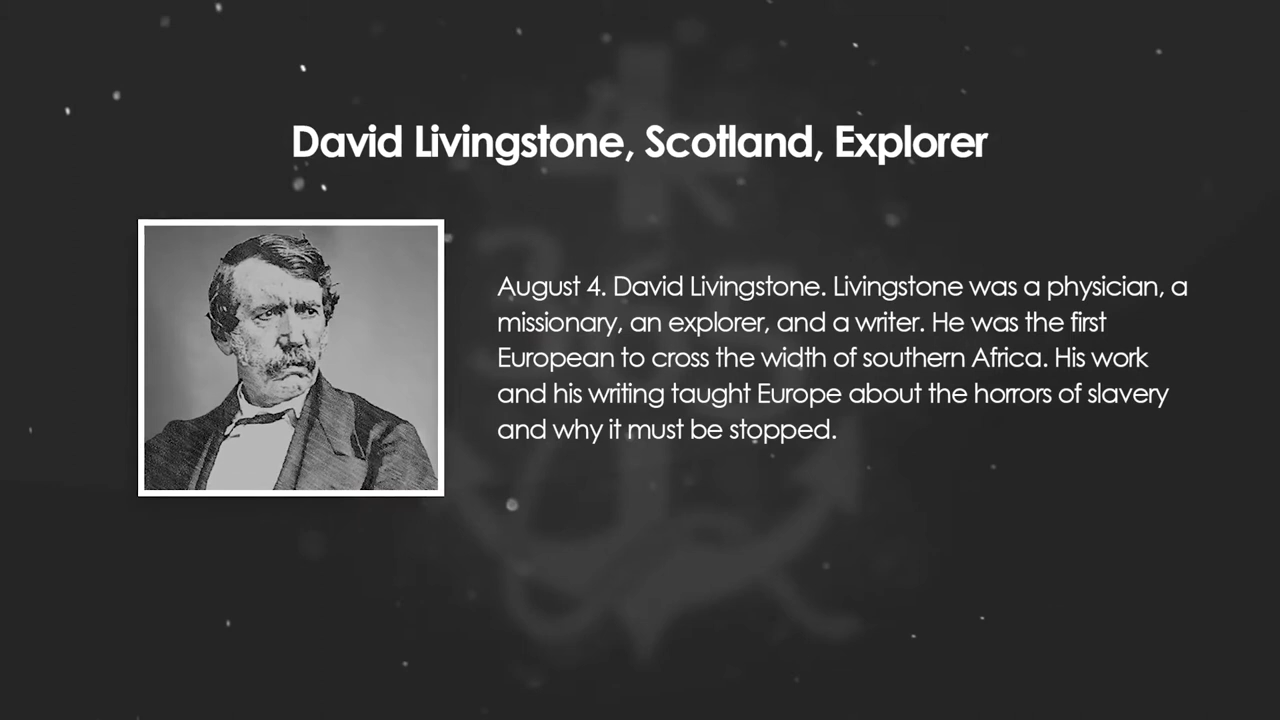 David Livingstone, Scotland, Explorer
August 4. David Livingstone. Livingstone was a physician, a
missionary, an explorer, and a writer. He was the first
European to cross the width of southern Africa. His work
and his writing taught Europe about the horrors of slavery
and why it must be stopped.